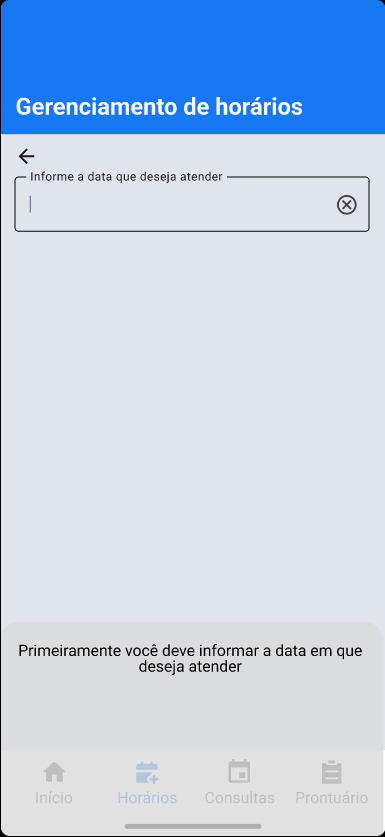 Gerenciamento de horários
Informe a data que deseja atender
Primeiramente você deve informar a data em que
deseja atender
Início
Horários
Consultas
Prontuário